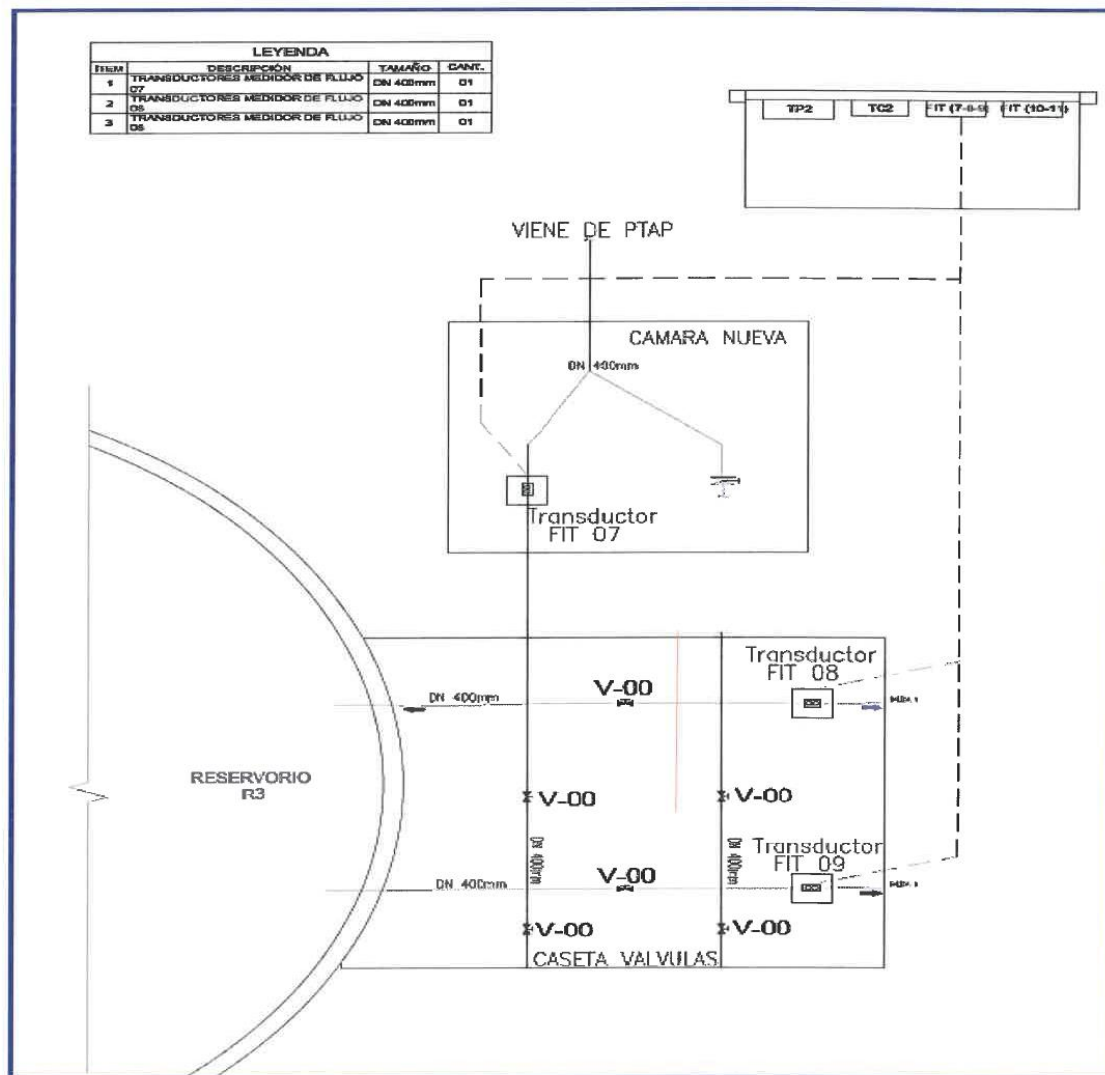 LEYENDA
ITEM DESCRIPCIÓN TAMAÑO CANT.
1 TRANSDUCTORES MEDIDOR DE FLUJO 07 DN 400mm 01
2 TRANSDUCTORES MEDIDOR DE FLUJO DN 400mm 01
3 TRANSDUCTORES MEDIDOR DE FLUJO DN 400mm 01
TP2 TC2 FIT (7-8-9) FIT (10-11)
VIENE DE PTAP
CAMARA NUEVA
DN 400mm
Transductor
FIT 07
Transductor
FIT 08
V-00
DN 400mm
RESERVORIO
R3
V-00
V-00
DN 400mm
DN 400mm
Transductor
FIT 09
V-00
DN 400mm
V-00
V-00
CASETA VALVULAS